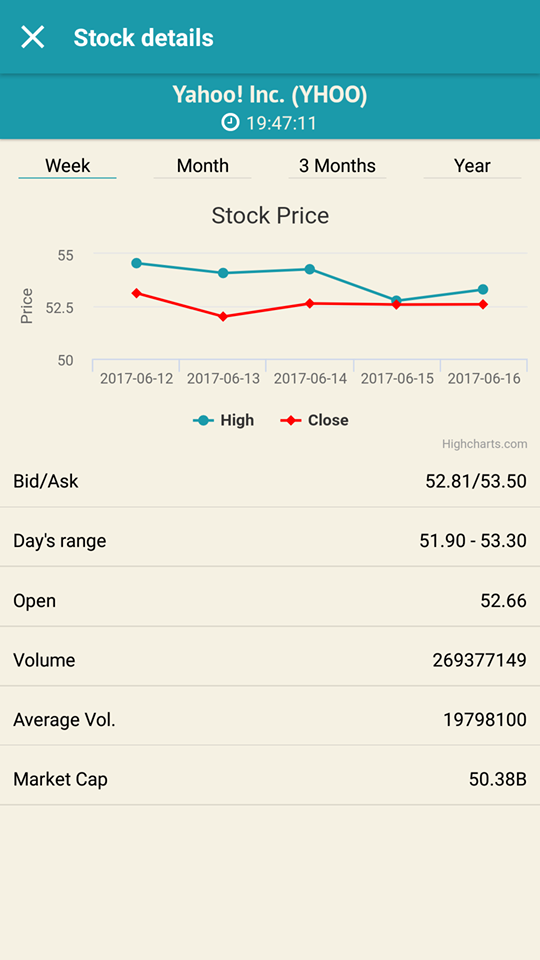 Stock details
Yahoo! Inc. (YHOO)
19:47:11
Week Month 3 Months Year
Stock Price
Price
55
52.5
50
2017-06-12 2017-06-13 2017-06-14 2017-06-15 2017-06-16
High Close
Highcharts.com
Bid/Ask 52.81/53.50
Day's range 51.90 - 53.30
Open 52.66
Volume 269377149
Average Vol. 19798100
Market Cap 50.38B